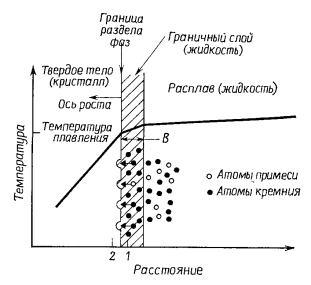 Граница
раздела
фаз
Граничный слой
(жидкость)
Твердое тело
(кристалл)
Расплав (жидкость)
Ось роста
Температура
плавления
В
Температура
Атомы примеси
Атомы кремния
2 1
Расстояние